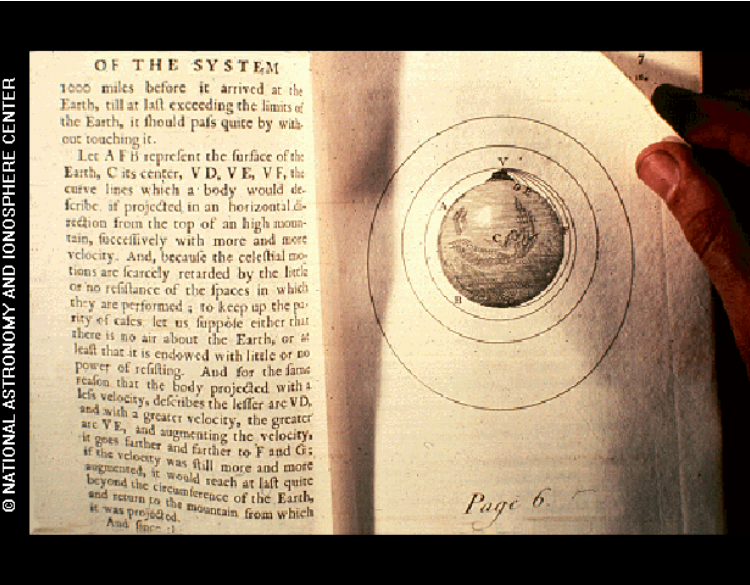 © NATIONAL ASTRONOMY AND IONOSPHERE CENTER
OF THE SYSTEM
1000 miles before it arrived at the
Earth, till at laſt exceeding the limits of
the Earth, it ſhould paſs quite by with-
out touching it.
Let A F B repreſent the ſurface of the
Earth, C its center, V D, V E, V F, the
curve lines which a body would de-
ſcribe, if projected in an horizontal di-
rection from the top of an high moun-
tain, ſucceſſively with more and more
velocity. And, becauſe the celeſtial mo-
tions are ſcarcely retarded by the little
or no reſiſtance of the ſpaces in which
they are performed; to keep up the pa-
rity of caſes, let us ſuppoſe either that
there is no air about the Earth, or at
leaſt that it is endowed with little or no
power of reſiſting. And for the ſame
reaſon that the body projected with a
leſs velocity, deſcribes the leſſer arc V D,
and with a greater velocity, the greater
arc V E, and augmenting the velocity,
it goes farther and farther to F and G;
if the velocity was ſtill more and more
augmented, it would reach at laſt quite
beyond the circumference of the Earth,
and return to the mountain from which
it was projected.
And ſince
7
V
D E
A
F
C
B
Page 6.